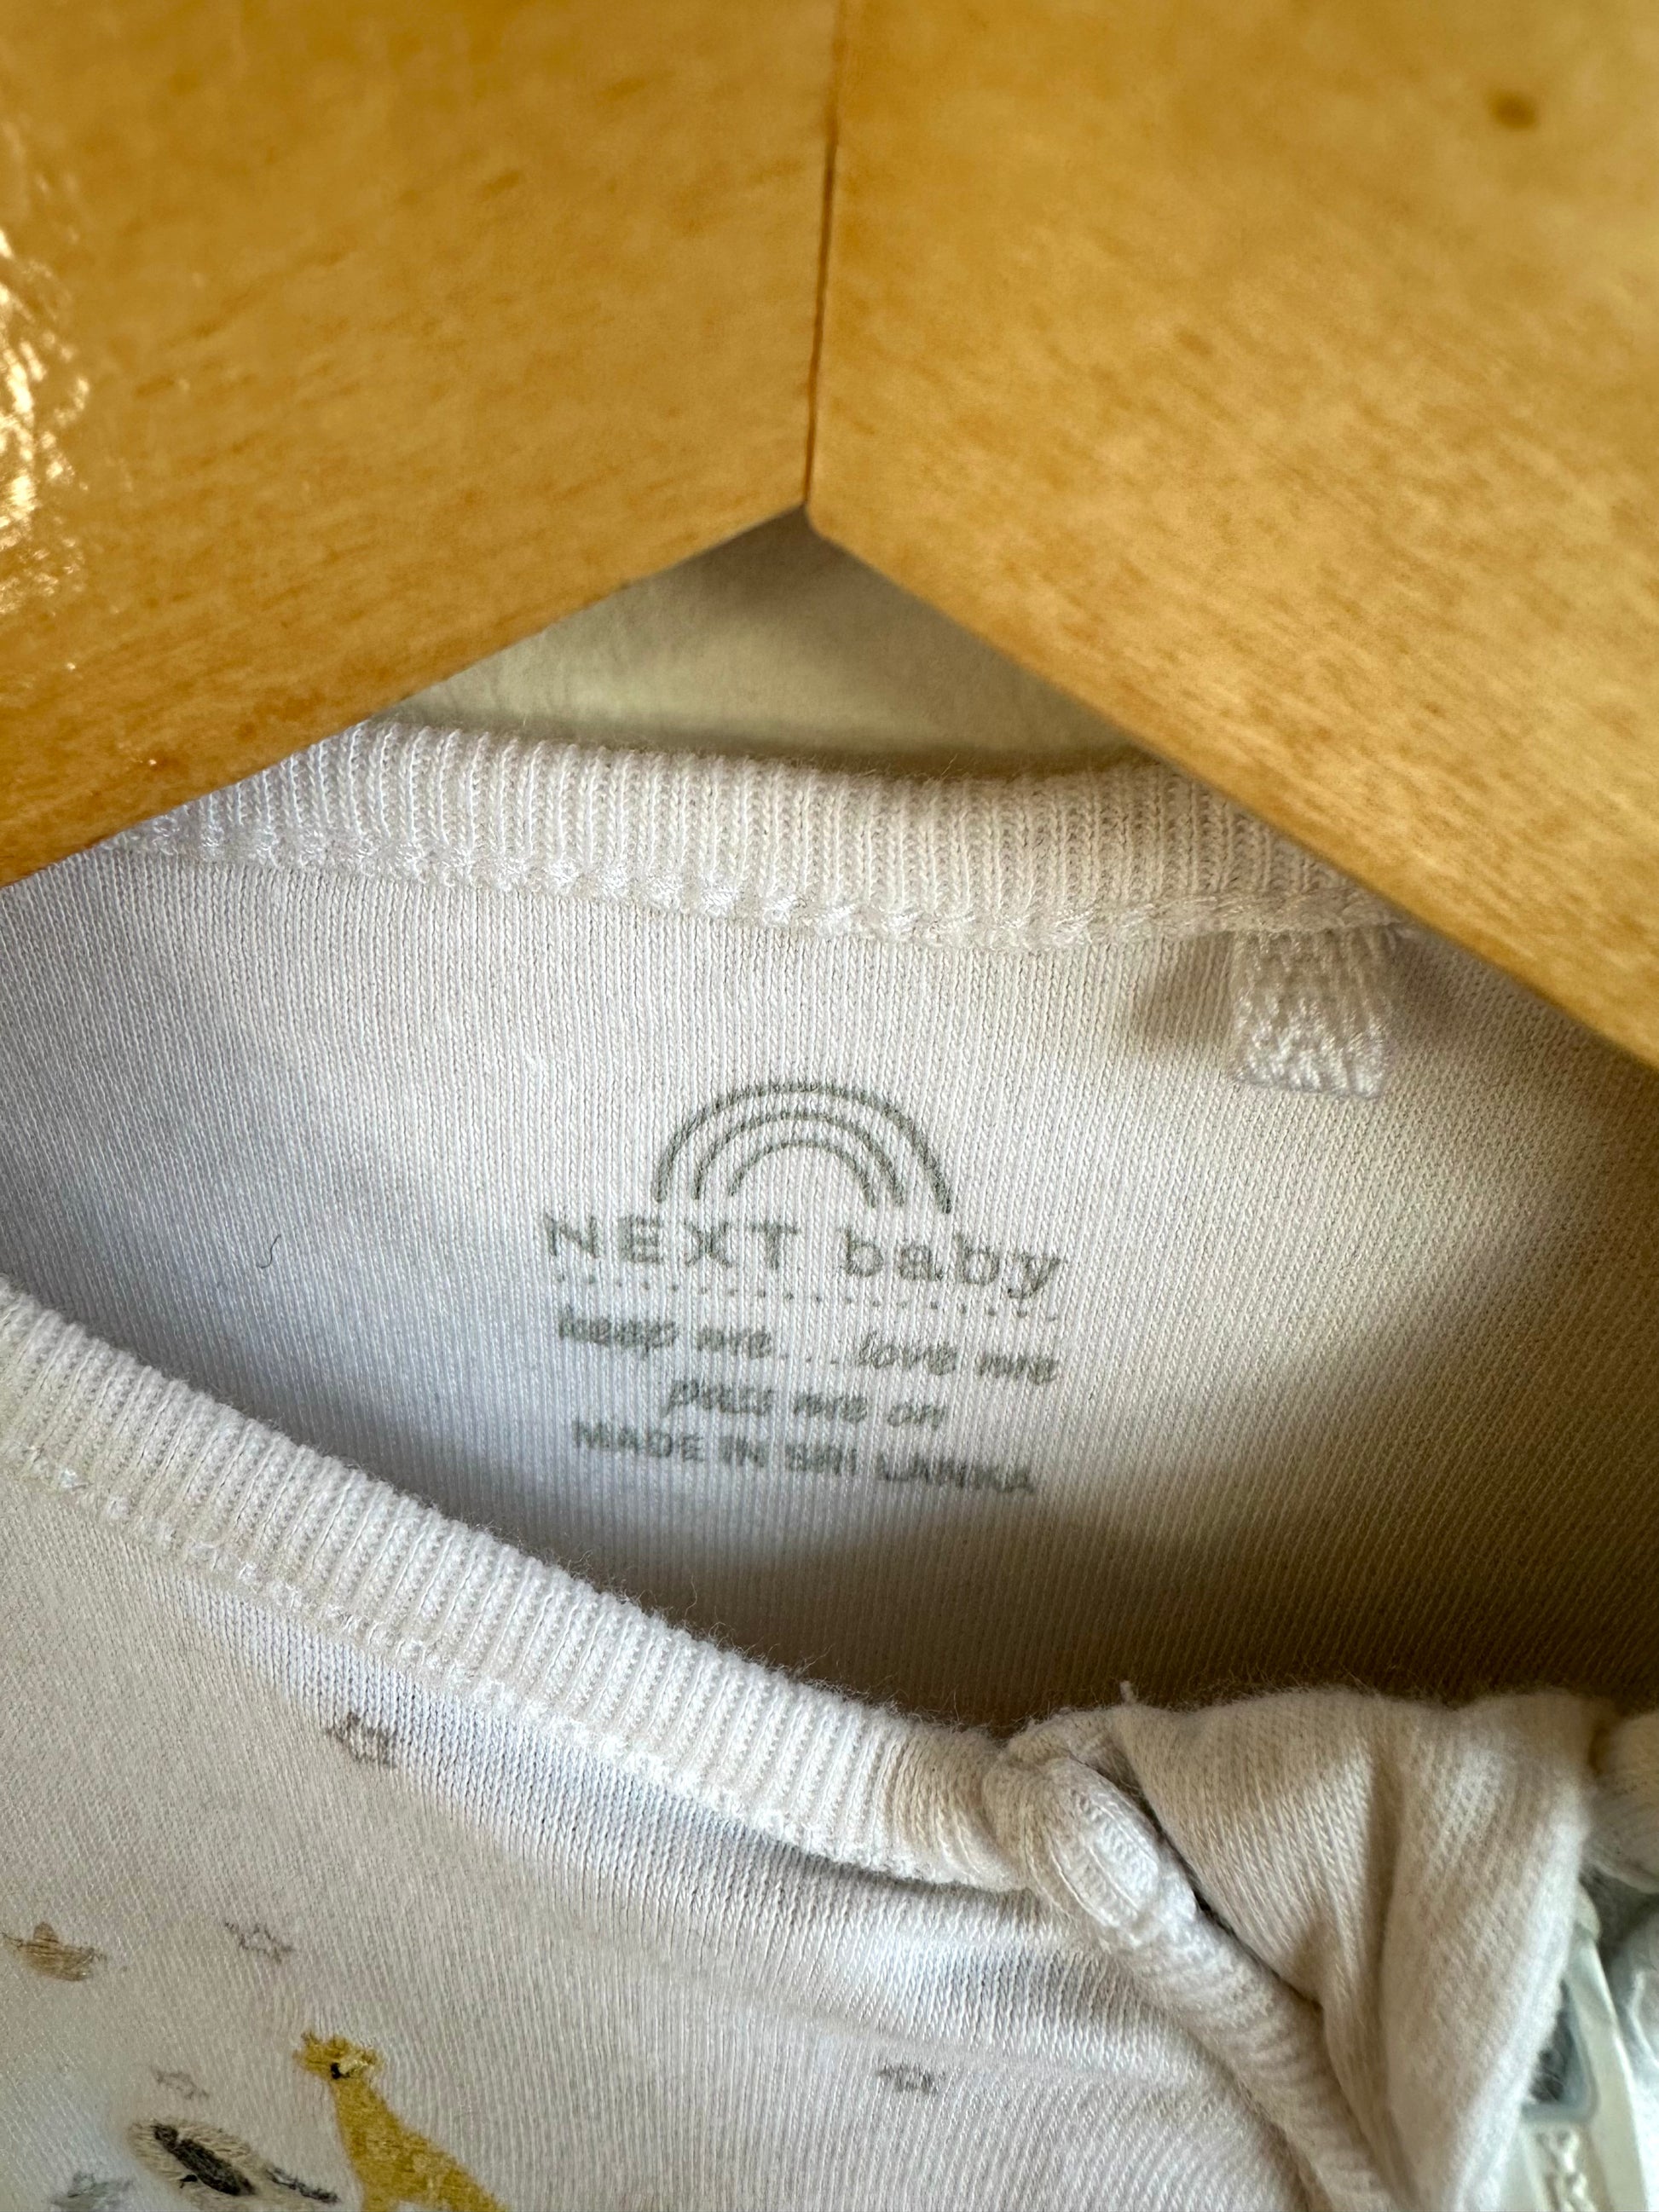 NEXT baby
keep me... love me
pass me on
MADE IN SRI LANKA